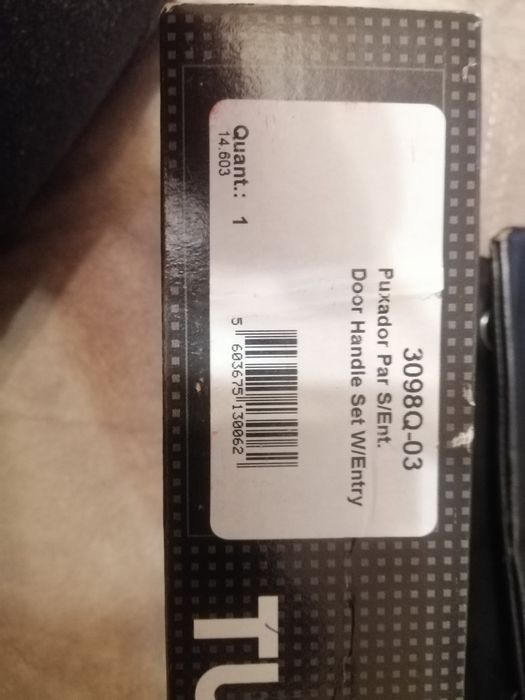 3098Q-03
Puxador Par S/Ent.
Door Handle Set W/Entry
Quant.: 1
14.603
5 603675 130062
TU